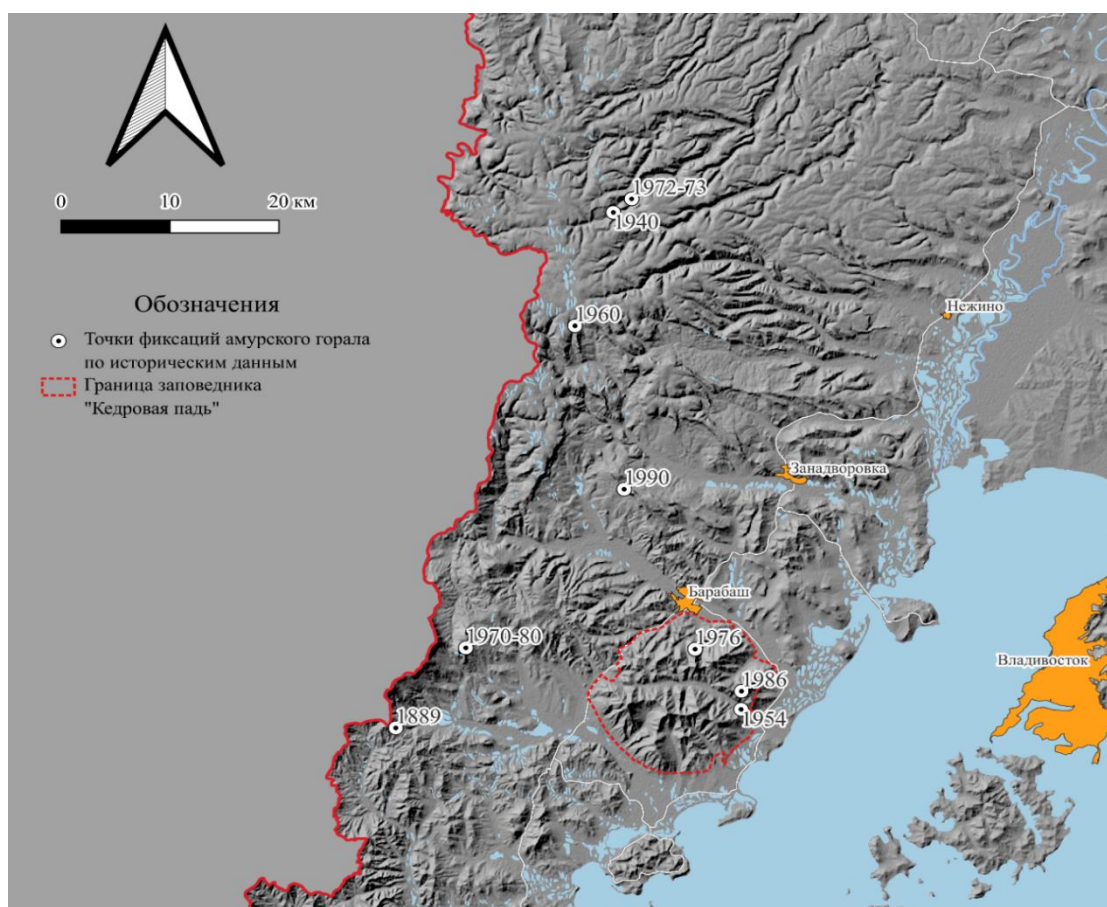 0 10 20 км
Обозначения
Точки фиксаций амурского горала
по историческим данным
Граница заповедника
"Кедровая падь"
1972-73
1940
1960
Нежино
Занадворовка
1990
Барабаш
1970-80
1976
1986
1954
1889
Владивосток